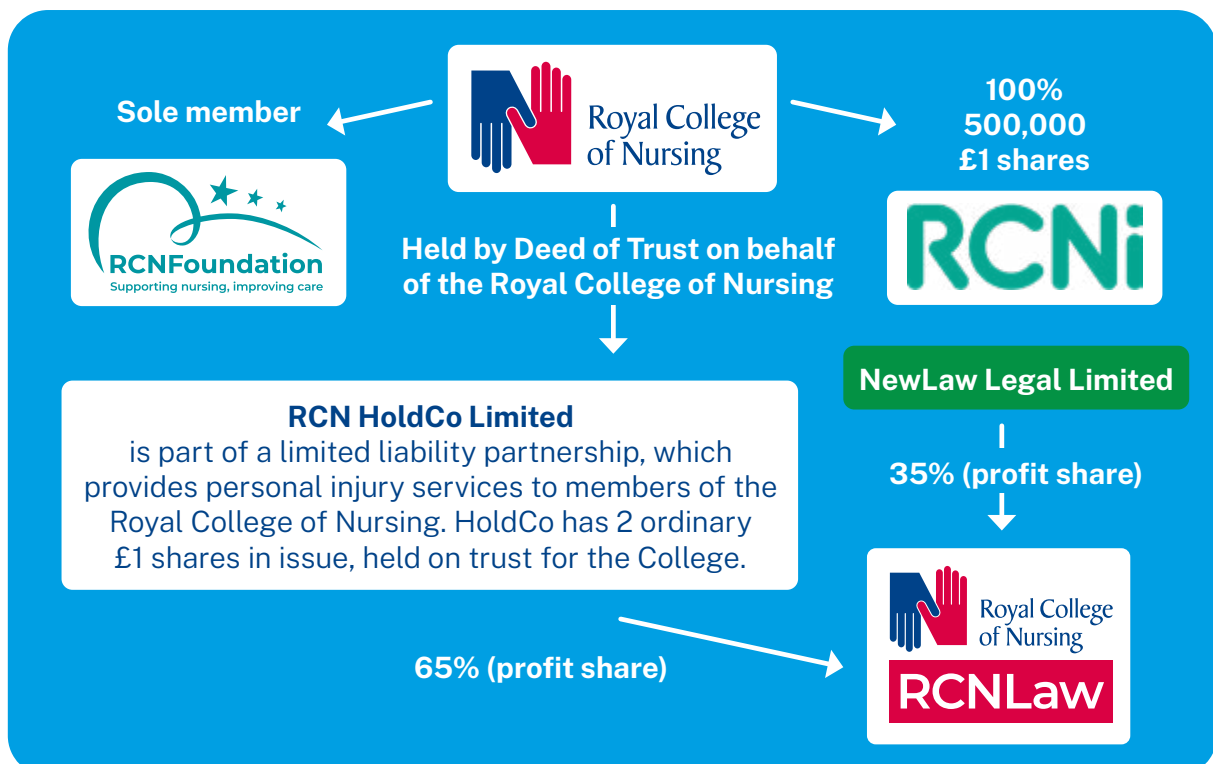 Sole member
Royal College
of Nursing
100%
500,000
£1 shares
RCNFoundation
Supporting nursing, improving care
Held by Deed of Trust on behalf
of the Royal College of Nursing
RCNi
NewLaw Legal Limited
RCN HoldCo Limited
is part of a limited liability partnership, which
provides personal injury services to members of the
Royal College of Nursing. HoldCo has 2 ordinary
£1 shares in issue, held on trust for the College.
35% (profit share)
65% (profit share)
Royal College
of Nursing
RCNLaw